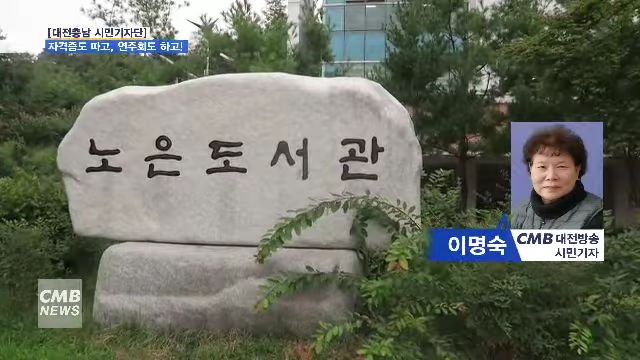 [대전충남 시민기자단]
자격증도 따고, 연주회도 하고!
노은도서관
이명숙
CMB 대전방송
시민기자
CMB
NEWS